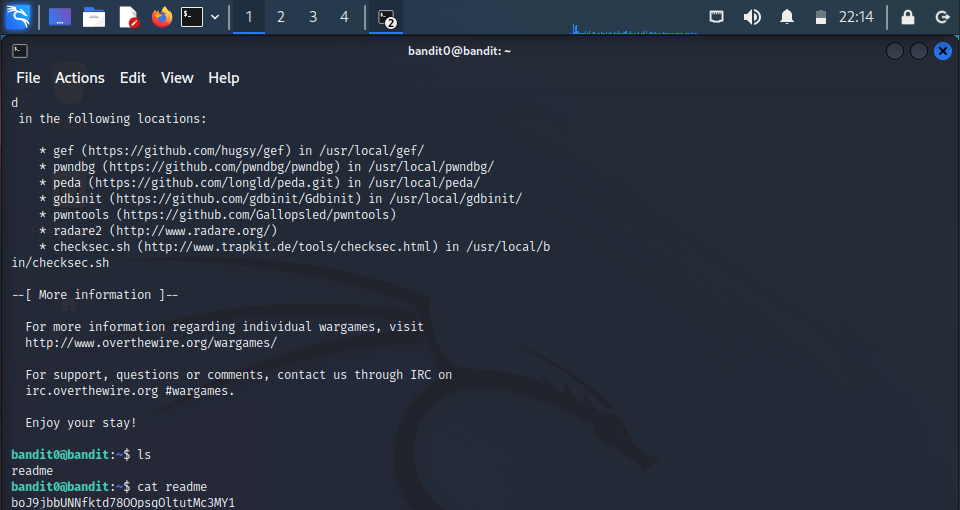 1 2 3 4 2 22:14
bandit0@bandit: ~
File Actions Edit View Help
d
in the following locations:
* gef (https://github.com/hugsy/gef) in /usr/local/gef/
* pwndbg (https://github.com/pwndbg/pwndbg) in /usr/local/pwndbg/
* peda (https://github.com/longld/peda.git) in /usr/local/peda/
* gdbinit (https://github.com/gdbinit/Gdbinit) in /usr/local/gdbinit/
* pwntools (https://github.com/Gallopsled/pwntools)
* radare2 (http://www.radare.org/)
* checksec.sh (http://www.trapkit.de/tools/checksec.html) in /usr/local/b
in/checksec.sh
--[ More information ]--
For more information regarding individual wargames, visit
http://www.overthewire.org/wargames/
For support, questions or comments, contact us through IRC on
irc.overthewire.org #wargames.
Enjoy your stay!
bandit0@bandit:~$ ls
readme
bandit0@bandit:~$ cat readme
boJ9jbbUNNfktd78OOpsqOltutMc3MY1